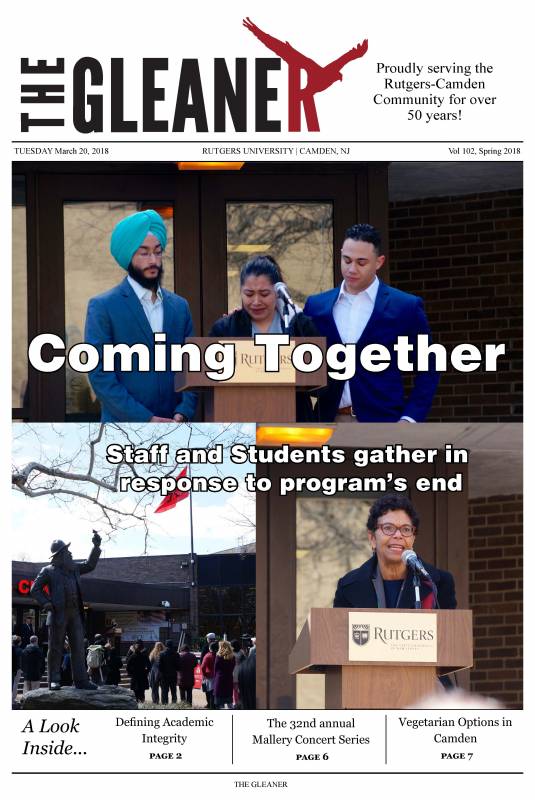 THE GLEANER
Proudly serving the
Rutgers-Camden
Community for over
50 years!
TUESDAY March 20, 2018
RUTGERS UNIVERSITY | CAMDEN, NJ
Vol 102, Spring 2018
RUTGERS
Coming Together
Staff and Students gather in
response to program's end
RUTGERS
A Look
Inside...
Defining Academic
Integrity
PAGE 2
The 32nd annual
Mallery Concert Series
PAGE 6
Vegetarian Options in
Camden
PAGE 7
THE GLEANER